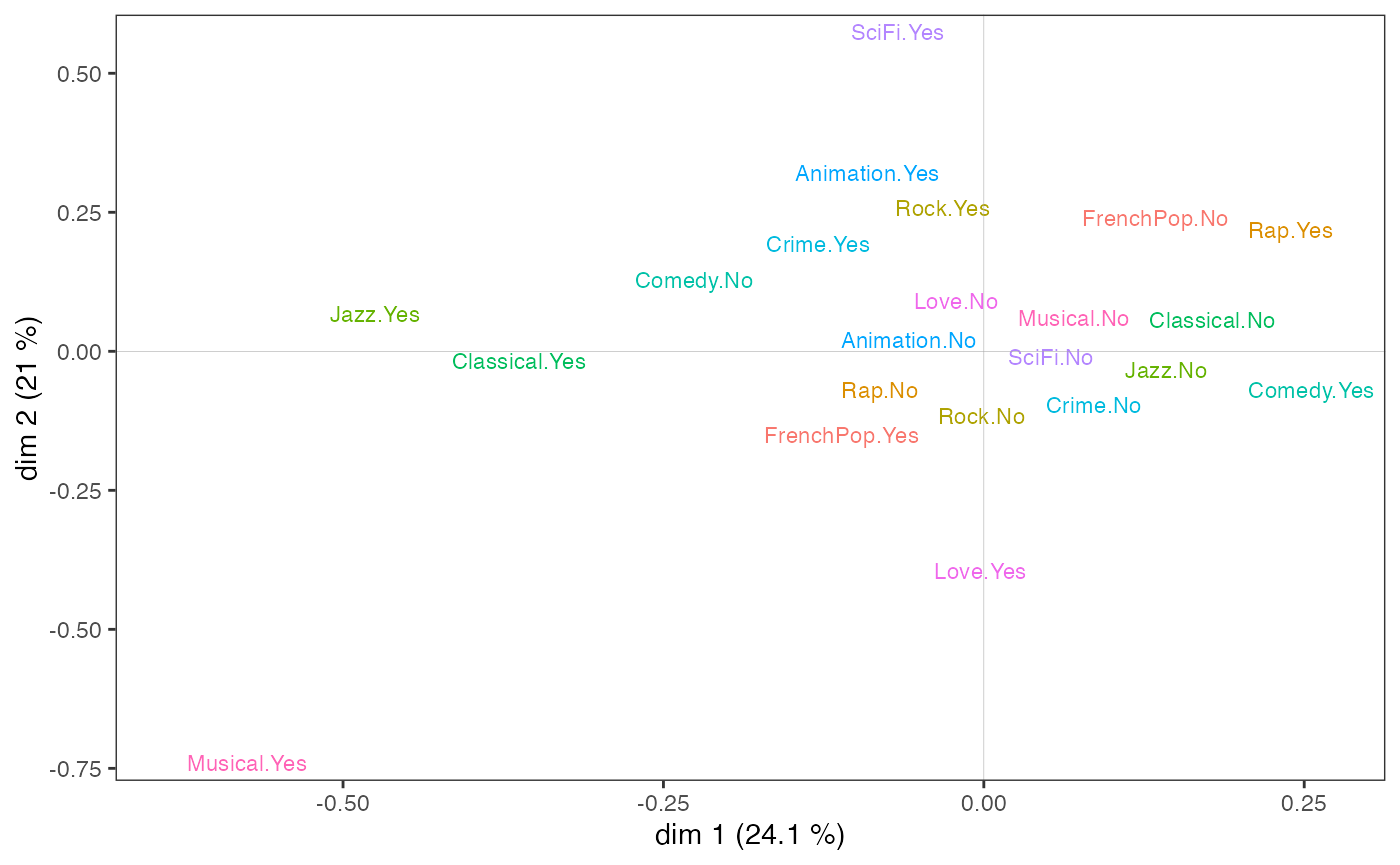 SciFi.Yes
0.50
Animation.Yes
Rock.Yes
0.25
FrenchPop.No
Rap.Yes
Crime.Yes
Comedy.No
Love.No
Jazz.Yes
Musical.No
Classical.No
Animation.No
0.00
SciFi.No
Classical.Yes
Jazz.No
Rap.No
Comedy.Yes
Crime.No
Rock.No
FrenchPop.Yes
-0.25
dim 2 (21 %)
Love.Yes
-0.50
Musical.Yes
-0.75
-0.50 -0.25 0.00 0.25
dim 1 (24.1 %)